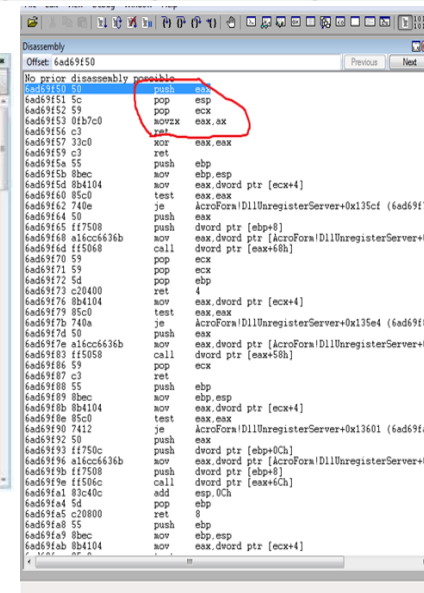 Disassembly
Offset: 6ad69f50 Previous Next
No prior disassembly possible
6ad69f50 50 push eax
6ad69f51 5c pop esp
6ad69f52 59 pop ecx
6ad69f53 0fb7c0 movzx eax,ax
6ad69f56 c3 ret
6ad69f57 33c0 xor eax,eax
6ad69f59 c3 ret
6ad69f5a 55 push ebp
6ad69f5b 8bec mov ebp,esp
6ad69f5d 8b4104 mov eax,dword ptr [ecx+4]
6ad69f60 85c0 test eax,eax
6ad69f62 740e je AcroForm!DllUnregisterServer+0x135cf (6ad69f7
6ad69f64 50 push eax
6ad69f65 ff7508 push dword ptr [ebp+8]
6ad69f68 a16cc6636b mov eax,dword ptr [AcroForm!DllUnregisterServer+
6ad69f6d ff5068 call dword ptr [eax+68h]
6ad69f70 59 pop ecx
6ad69f71 59 pop ecx
6ad69f72 5d pop ebp
6ad69f73 c20400 ret 4
6ad69f76 8b4104 mov eax,dword ptr [ecx+4]
6ad69f79 85c0 test eax,eax
6ad69f7b 740a je AcroForm!DllUnregisterServer+0x135e4 (6ad69f8
6ad69f7d 50 push eax
6ad69f7e a16cc6636b mov eax,dword ptr [AcroForm!DllUnregisterServer+
6ad69f83 ff5058 call dword ptr [eax+58h]
6ad69f86 59 pop ecx
6ad69f87 c3 ret
6ad69f88 55 push ebp
6ad69f89 8bec mov ebp,esp
6ad69f8b 8b4104 mov eax,dword ptr [ecx+4]
6ad69f8e 85c0 test eax,eax
6ad69f90 7412 je AcroForm!DllUnregisterServer+0x13601 (6ad69fa
6ad69f92 50 push eax
6ad69f93 ff750c push dword ptr [ebp+0Ch]
6ad69f96 a16cc6636b mov eax,dword ptr [AcroForm!DllUnregisterServer+
6ad69f9b ff7508 push dword ptr [ebp+8]
6ad69f9e ff506c call dword ptr [eax+6Ch]
6ad69fa1 83c40c add esp,0Ch
6ad69fa4 5d pop ebp
6ad69fa5 c20800 ret 8
6ad69fa8 55 push ebp
6ad69fa9 8bec mov ebp,esp
6ad69fab 8b4104 mov eax,dword ptr [ecx+4]